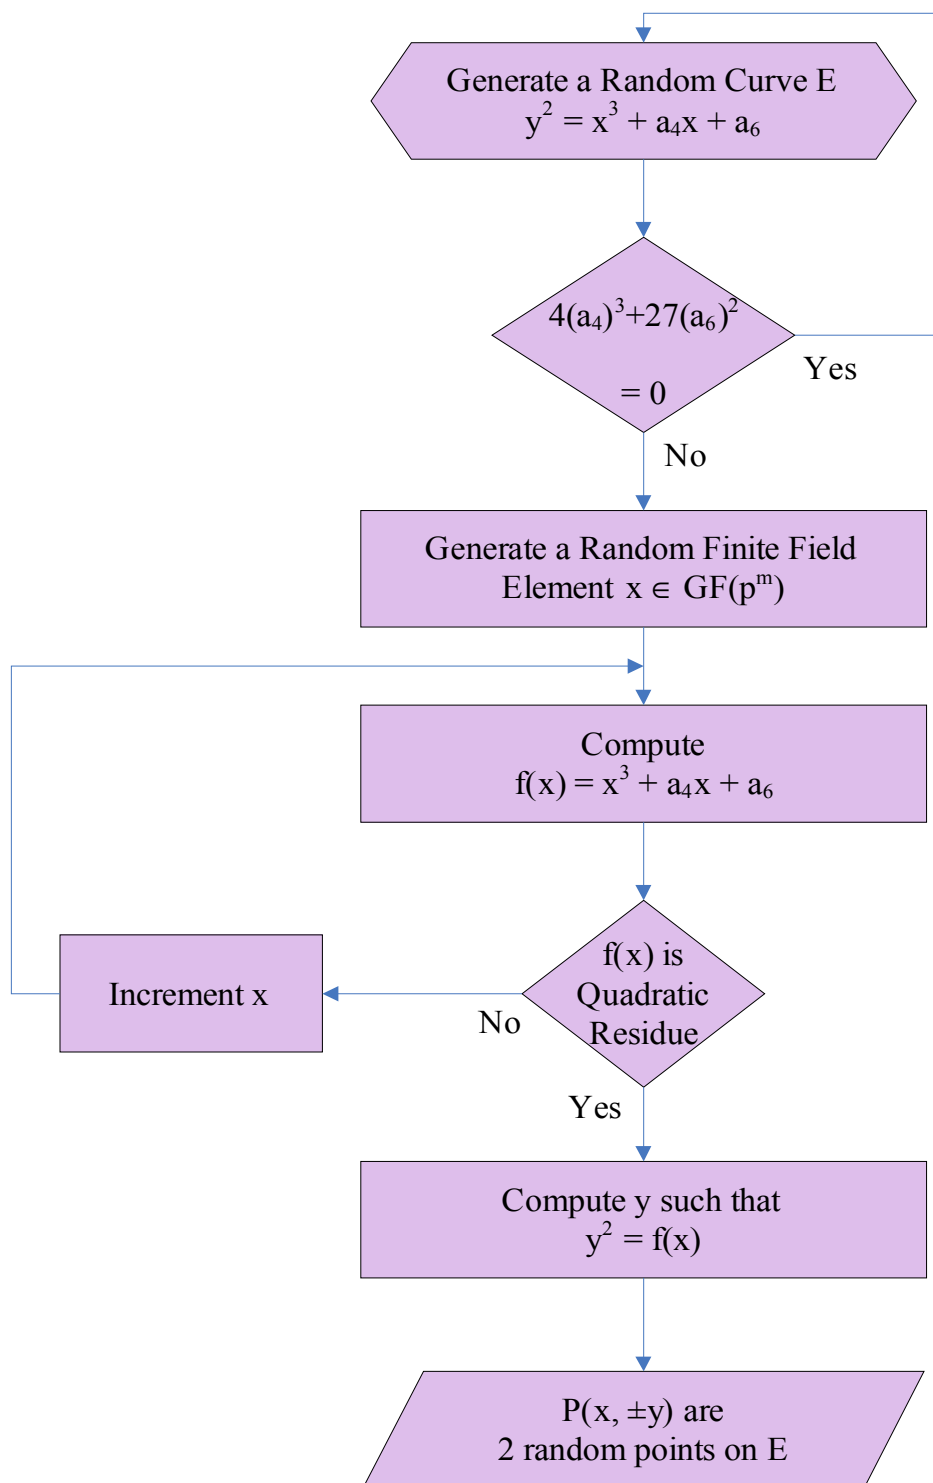 Generate a Random Curve E
y² = x³ + a₄x + a₆
4(a₄)³+27(a₆)²
= 0
Yes
No
Generate a Random Finite Field
Element x ∈ GF(pᵐ)
Compute
f(x) = x³ + a₄x + a₆
f(x) is
Quadratic
Residue
No
Increment x
Yes
Compute y such that
y² = f(x)
P(x, ±y) are
2 random points on E